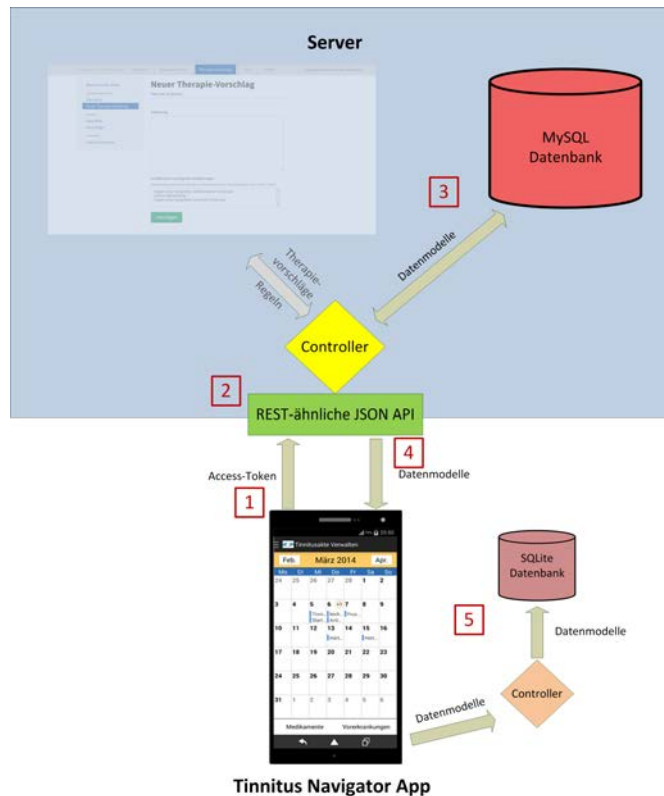 Server
Neuer Therapie-Vorschlag
MySQL
Datenbank
3
Datenmodelle
Therapie-
vorschläge
Regeln
Controller
2
REST-ähnliche JSON API
Access-Token
1
4
Datenmodelle
Tinnitusakte Verwalten
Feb.
März 2014
Apr.
Mo Di Mi Do Fr Sa So
24 25 26 27 28 1 2
3 4 5 6 +1 7 8 9
10 11 12 13 14 15 16
17 18 19 20 21 22 23
24 25 26 27 28 29 30
31 1 2 3 4 5 6
Medikamente
Vorerkrankungen
SQLite
Datenbank
5
Datenmodelle
Controller
Datenmodelle
Tinnitus Navigator App